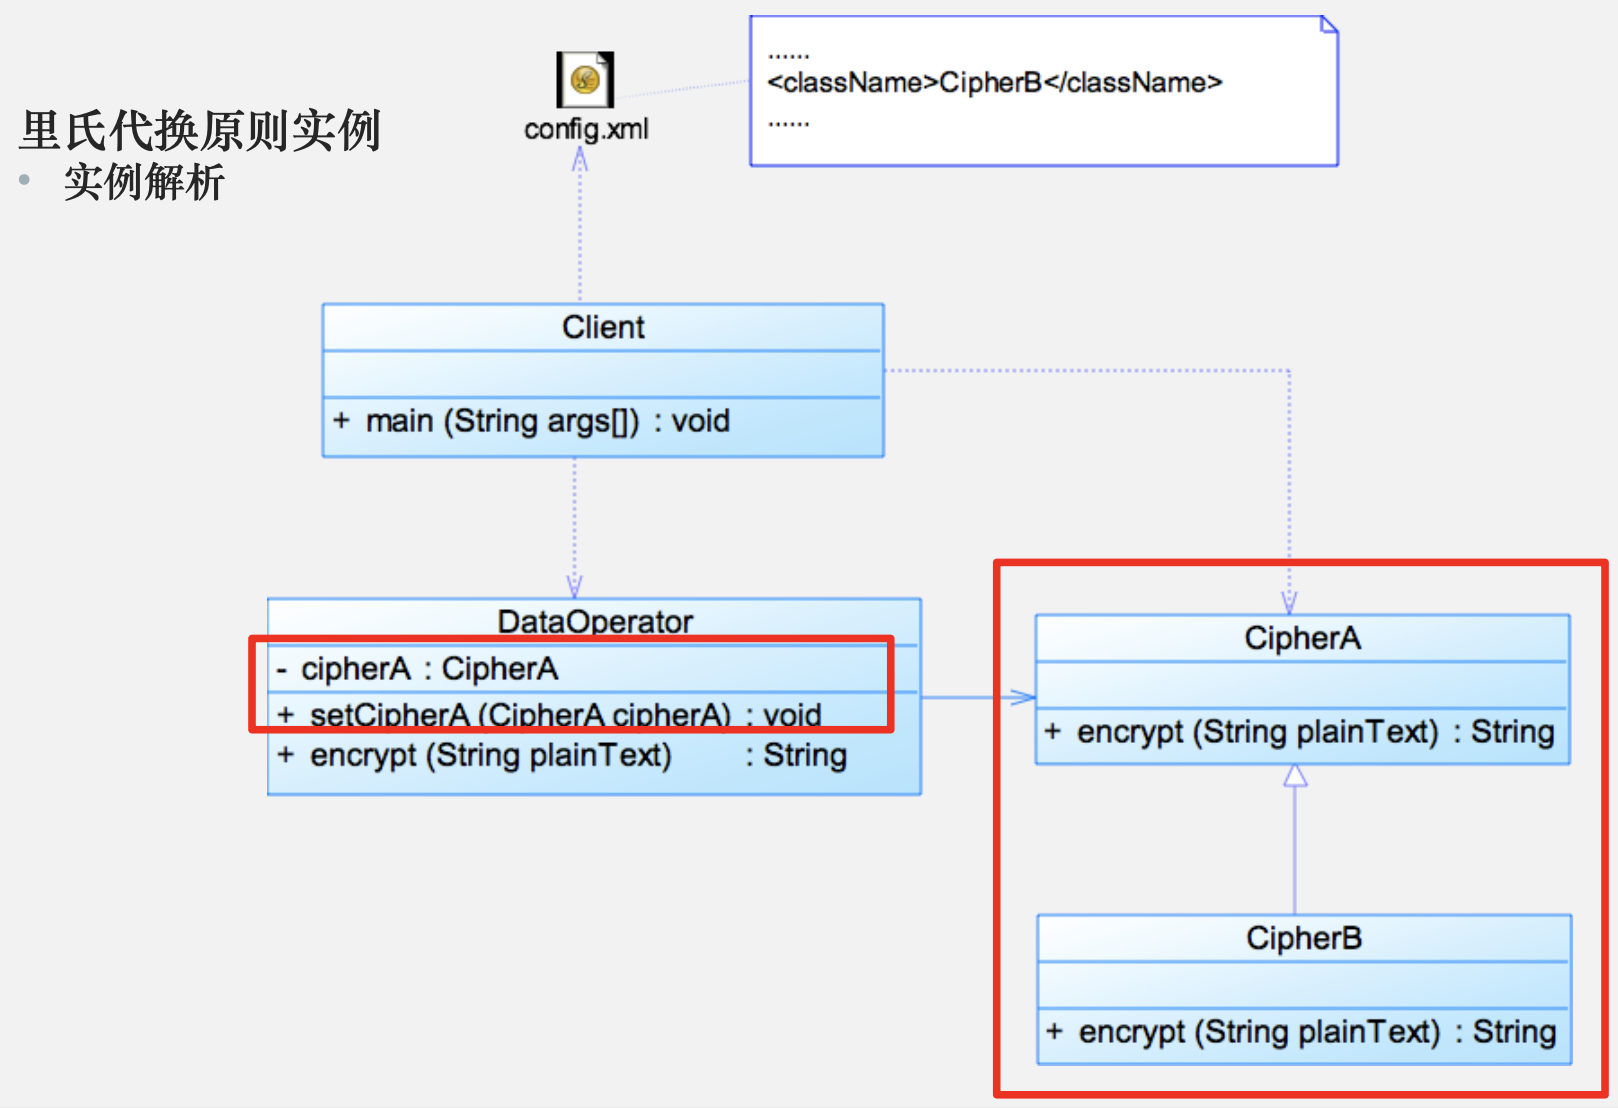 里氏代换原则实例
• 实例解析
config.xml
......
<className>CipherB</className>
......
Client
+ main (String args[]) : void
DataOperator
- cipherA : CipherA
+ setCipherA (CipherA cipherA) : void
+ encrypt (String plainText) : String
CipherA
+ encrypt (String plainText) : String
CipherB
+ encrypt (String plainText) : String